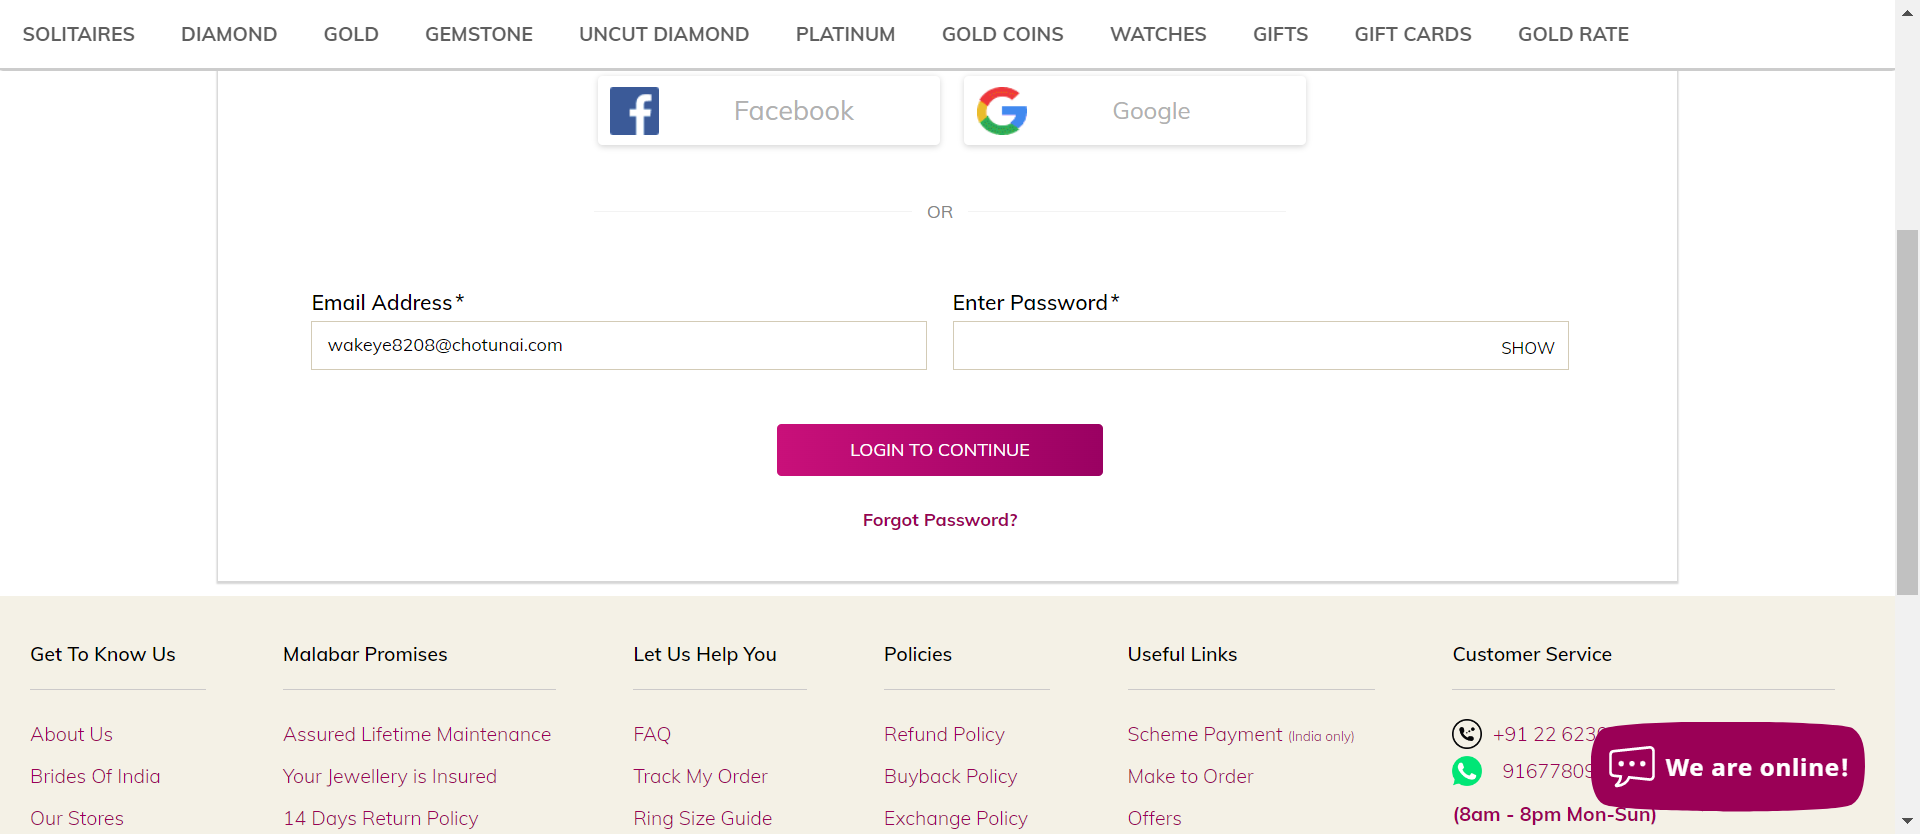 SOLITAIRES DIAMOND GOLD GEMSTONE UNCUT DIAMOND PLATINUM GOLD COINS WATCHES GIFTS GIFT CARDS GOLD RATE
Facebook Google
OR
Email Address* Enter Password*
wakeye8208@chotunai.com SHOW
LOGIN TO CONTINUE
Forgot Password?
Get To Know Us Malabar Promises Let Us Help You Policies Useful Links Customer Service
About Us Assured Lifetime Maintenance FAQ Refund Policy Scheme Payment (India only) +91 22 623
Brides Of India Your Jewellery is Insured Track My Order Buyback Policy Make to Order 9167780
We are online!
Our Stores 14 Days Return Policy Ring Size Guide Exchange Policy Offers (8am - 8pm Mon-Sun)